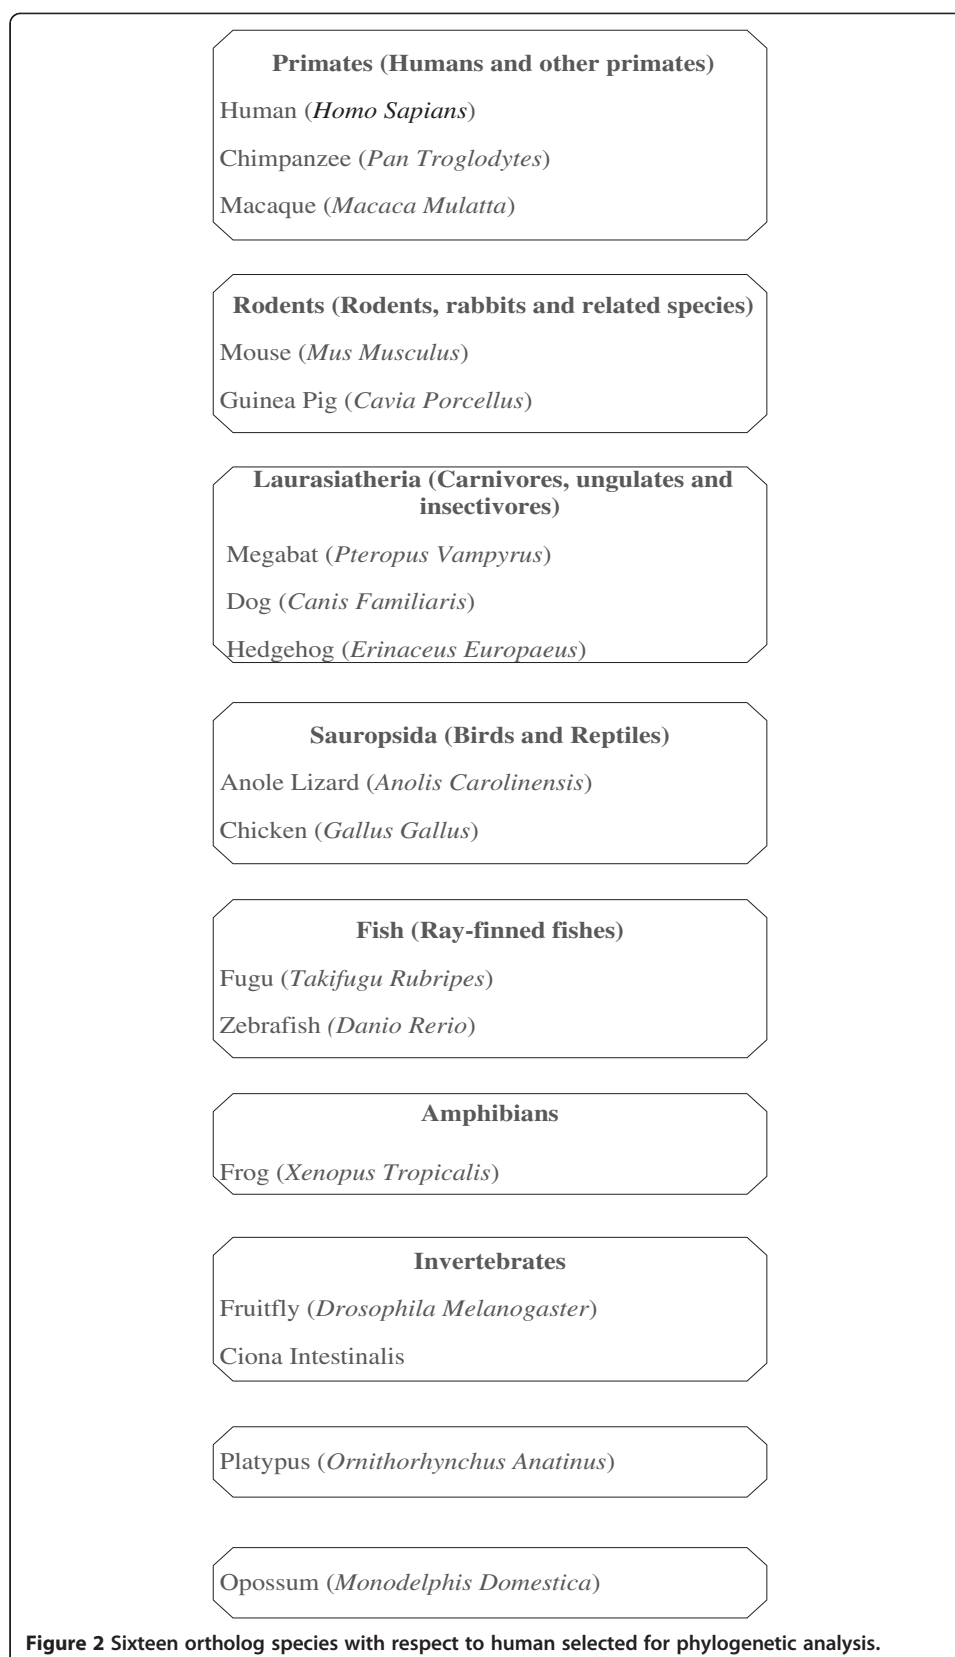 Primates (Humans and other primates)
Human (Homo Sapians)
Chimpanzee (Pan Troglodytes)
Macaque (Macaca Mulatta)
Rodents (Rodents, rabbits and related species)
Mouse (Mus Musculus)
Guinea Pig (Cavia Porcellus)
Laurasiatheria (Carnivores, ungulates and
insectivores)
Megabat (Pteropus Vampyrus)
Dog (Canis Familiaris)
Hedgehog (Erinaceus Europaeus)
Sauropsida (Birds and Reptiles)
Anole Lizard (Anolis Carolinensis)
Chicken (Gallus Gallus)
Fish (Ray-finned fishes)
Fugu (Takifugu Rubripes)
Zebrafish (Danio Rerio)
Amphibians
Frog (Xenopus Tropicalis)
Invertebrates
Fruitfly (Drosophila Melanogaster)
Ciona Intestinalis
Platypus (Ornithorhynchus Anatinus)
Opossum (Monodelphis Domestica)
Figure 2 Sixteen ortholog species with respect to human selected for phylogenetic analysis.